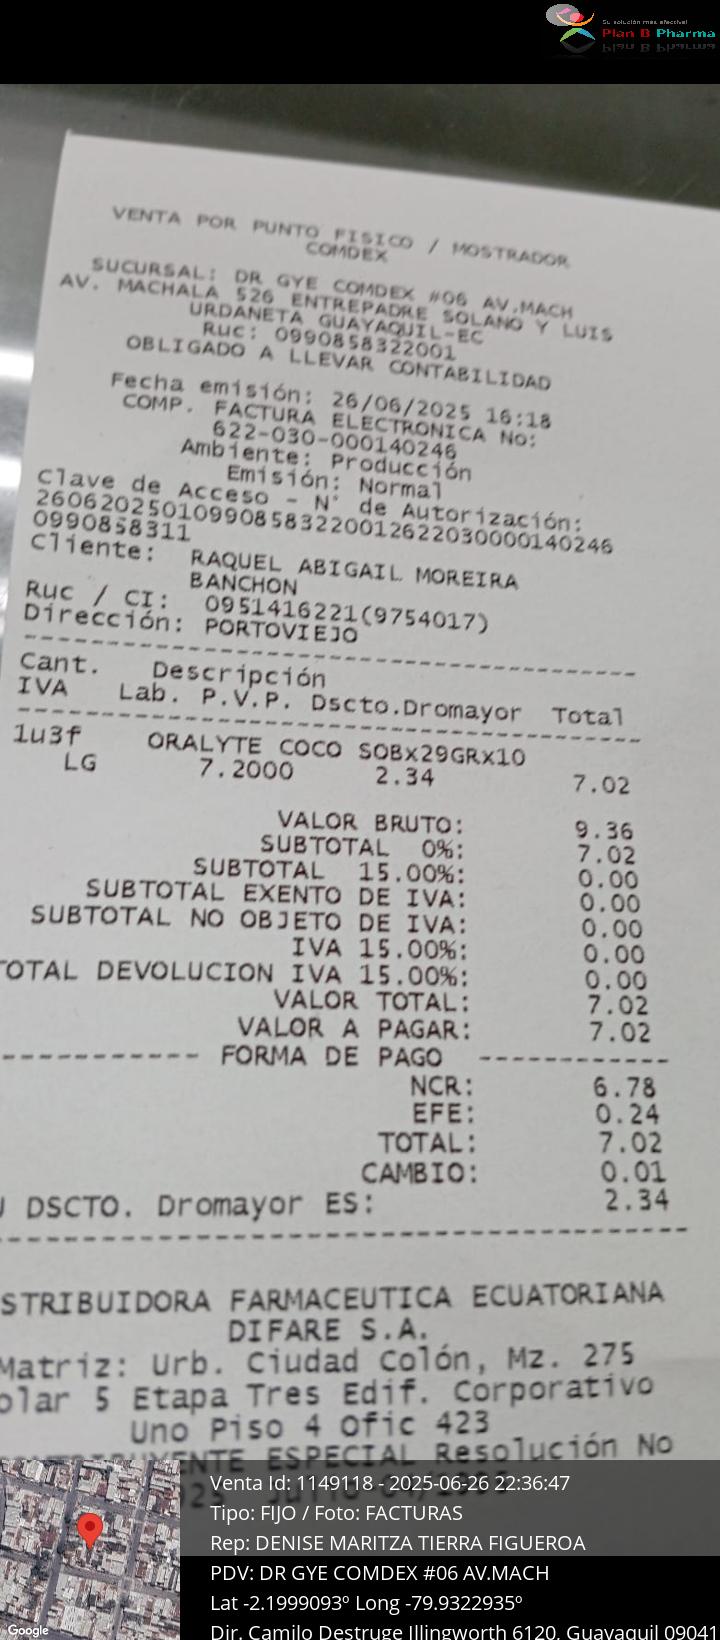 Su solución más efectiva!
Plan B Pharma
VENTA POR PUNTO FISICO / MOSTRADOR
COMDEX
SUCURSAL: DR GYE COMDEX #06 AV.MACH
AV. MACHALA 526 ENTREPADRE SOLANO Y LUIS
URDANETA GUAYAQUIL-EC
Ruc: 0990858322001
OBLIGADO A LLEVAR CONTABILIDAD
Fecha emisión: 26/06/2025 16:18
COMP. FACTURA ELECTRONICA No:
622-030-000140246
Ambiente: Producción
Emisión: Normal
Clave de Acceso - N° de Autorización:
260620250109908583220012622030000140246
0990858311
Cliente: RAQUEL ABIGAIL MOREIRA
BANCHON
Ruc / CI: 0951416221(9754017)
Dirección: PORTOVIEJO
Cant. Descripción
IVA Lab. P.V.P. Dscto.Dromayor Total
1u3f ORALYTE COCO SOBx29GRx10
LG 7.2000 2.34 7.02
VALOR BRUTO: 9.36
SUBTOTAL 0%: 7.02
SUBTOTAL 15.00%: 0.00
SUBTOTAL EXENTO DE IVA: 0.00
SUBTOTAL NO OBJETO DE IVA: 0.00
IVA 15.00%: 0.00
TOTAL DEVOLUCION IVA 15.00%: 0.00
VALOR TOTAL: 7.02
VALOR A PAGAR: 7.02
----------- FORMA DE PAGO ------------
NCR: 6.78
EFE: 0.24
TOTAL: 7.02
CAMBIO: 0.01
U DSCTO. Dromayor ES: 2.34
STRIBUIDORA FARMACEUTICA ECUATORIANA
DIFARE S.A.
Matriz: Urb. Ciudad Colón, Mz. 275
olar 5 Etapa Tres Edif. Corporativo
Uno Piso 4 Ofic 423
ESPECIAL Resolución No
Venta Id: 1149118 - 2025-06-26 22:36:47
Tipo: FIJO / Foto: FACTURAS
Rep: DENISE MARITZA TIERRA FIGUEROA
PDV: DR GYE COMDEX #06 AV.MACH
Lat -2.1999093º Long -79.9322935º
Dir. Camilo Destruge Illingworth 6120, Guayaquil 09041
Google